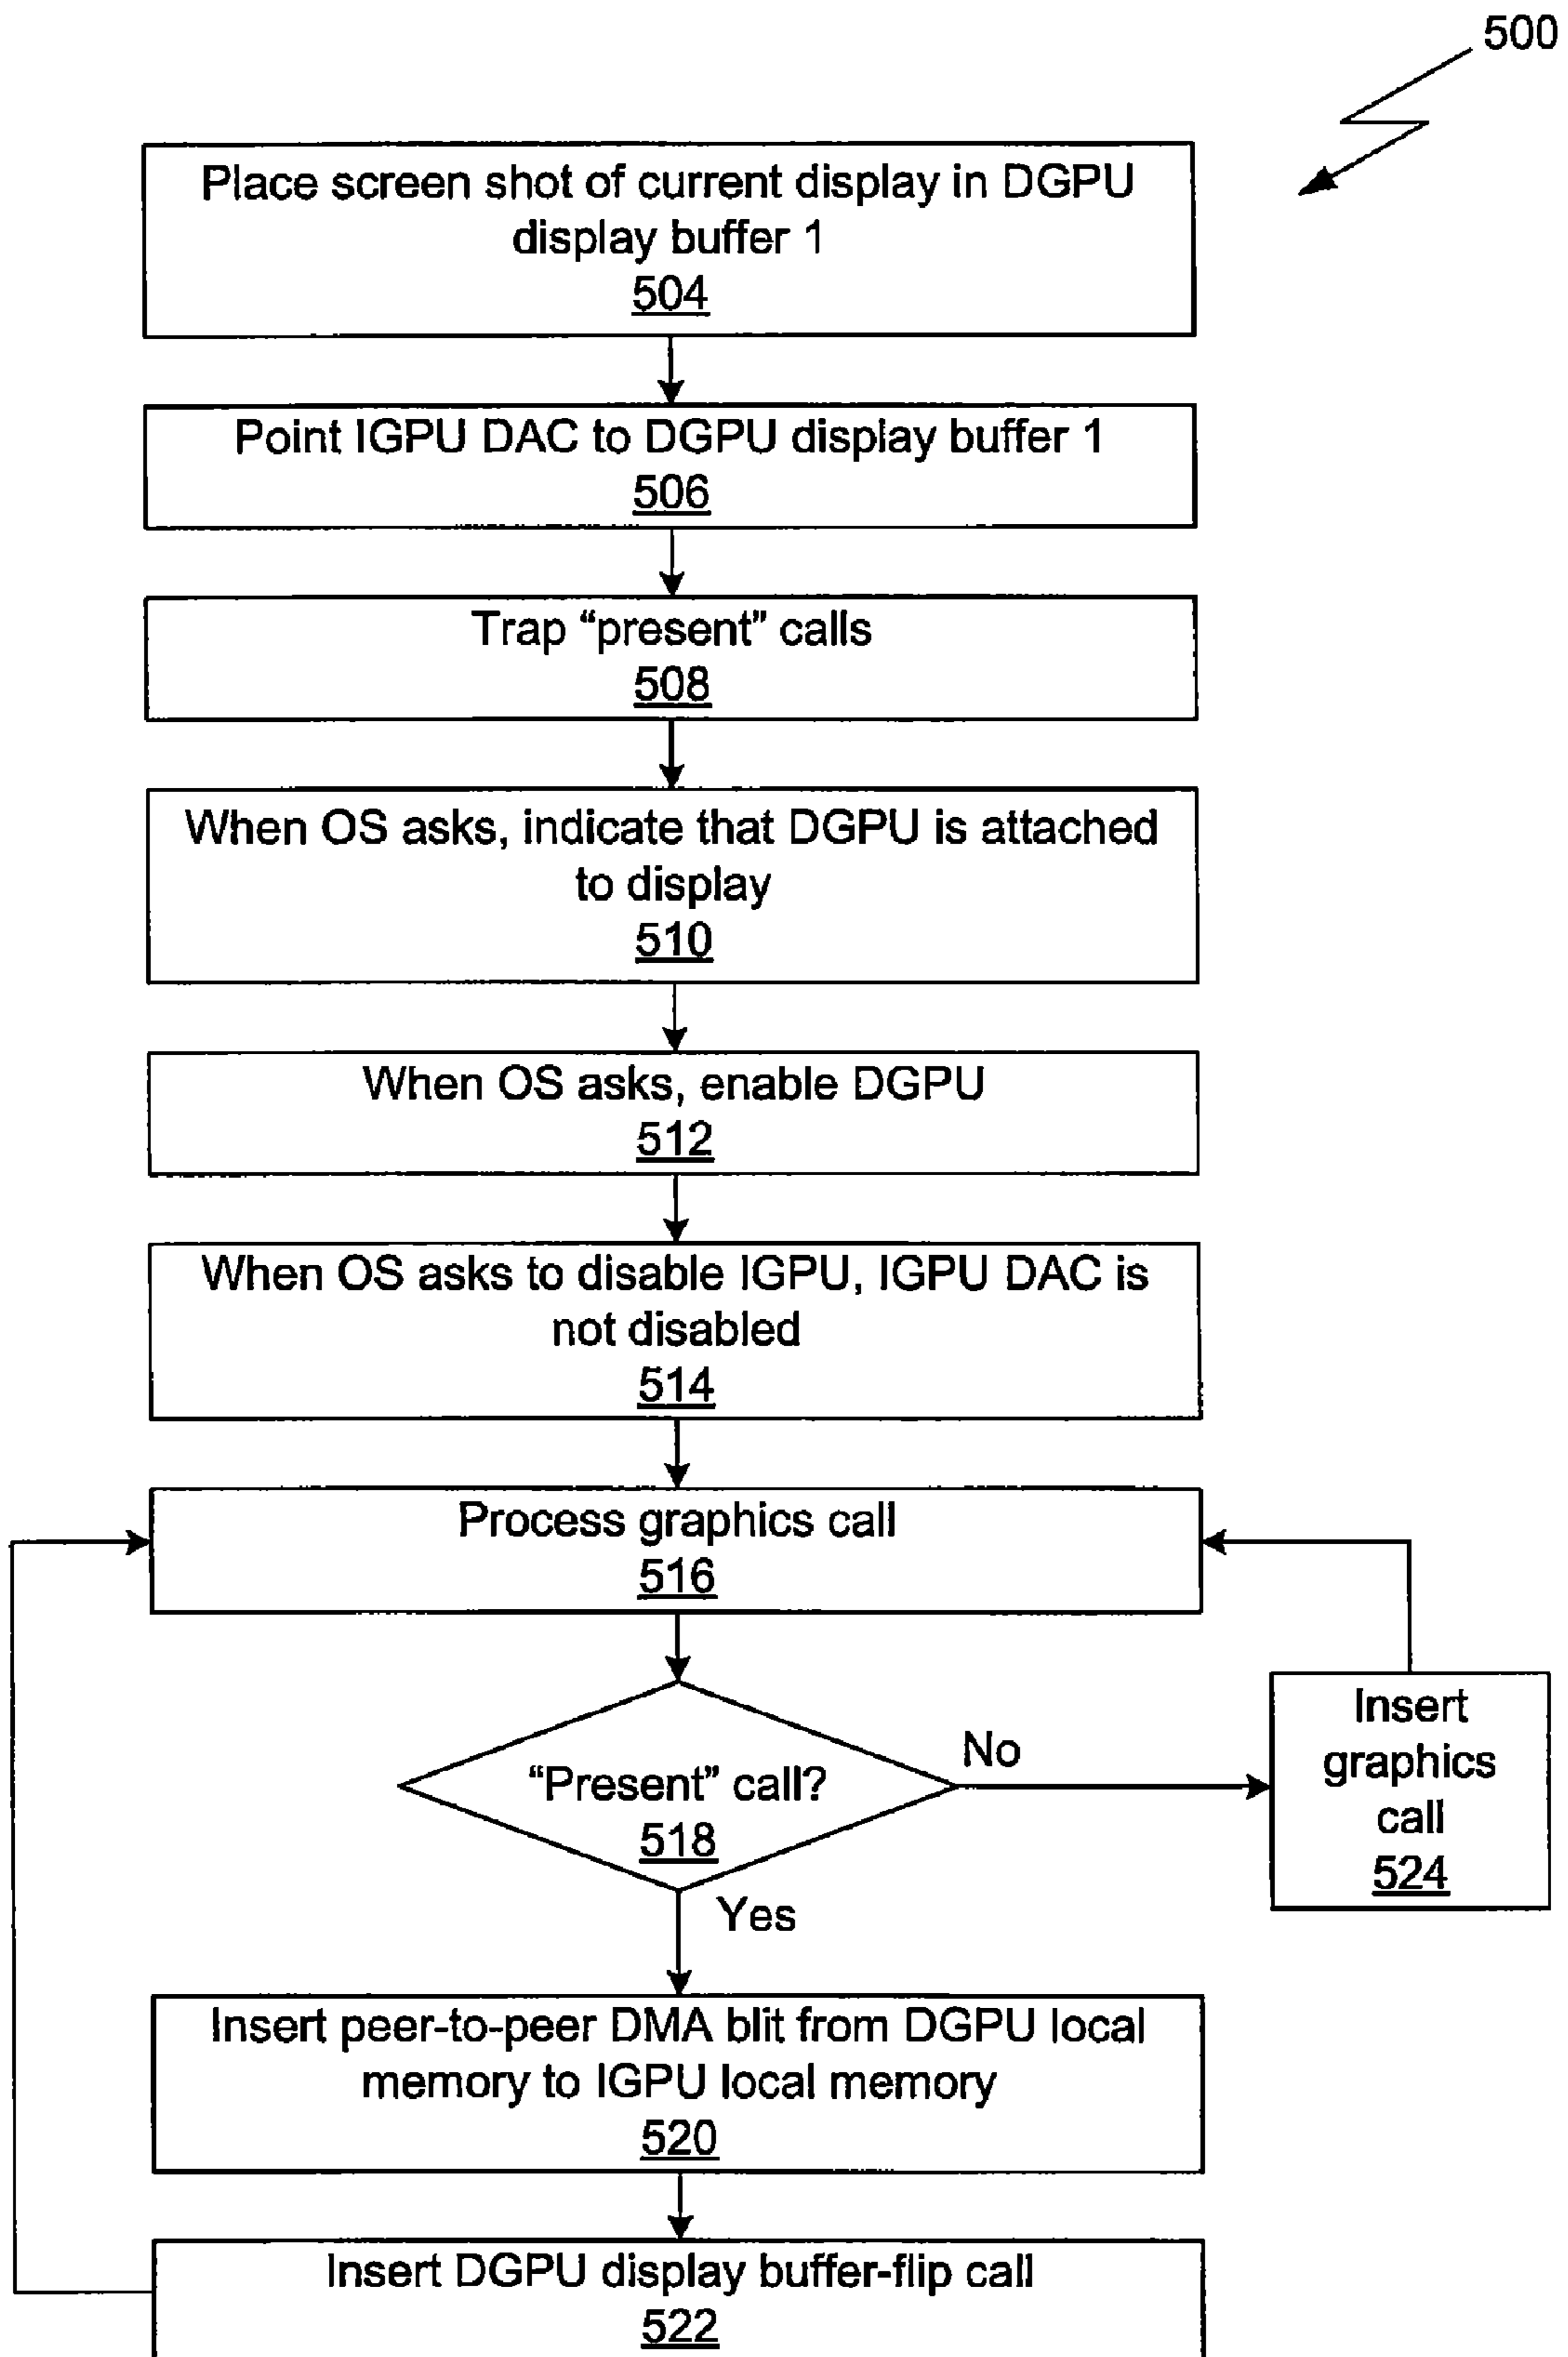 500
Place screen shot of current display in DGPU
display buffer 1
504
Point IGPU DAC to DGPU display buffer 1
506
Trap “present” calls
508
When OS asks, indicate that DGPU is attached
to display
510
When OS asks, enable DGPU
512
When OS asks to disable IGPU, IGPU DAC is
not disabled
514
Process graphics call
516
“Present” call?
518
No
Insert
graphics
call
524
Yes
Insert peer-to-peer DMA blit from DGPU local
memory to IGPU local memory
520
Insert DGPU display buffer-flip call
522